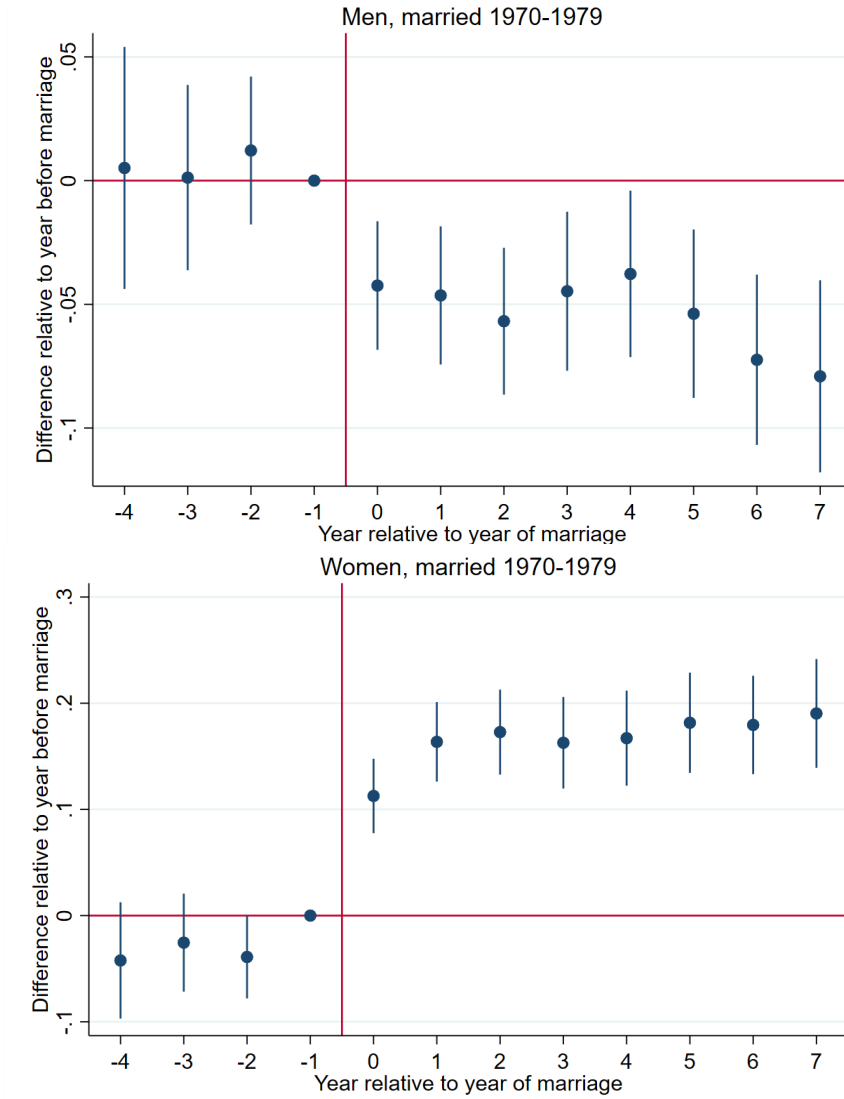 Men, married 1970-1979
Difference relative to year before marriage
.05
0
-.05
-.1
-4 -3 -2 -1 0 1 2 3 4 5 6 7
Year relative to year of marriage
Women, married 1970-1979
Difference relative to year before marriage
.3
.2
.1
0
-.1
-4 -3 -2 -1 0 1 2 3 4 5 6 7
Year relative to year of marriage